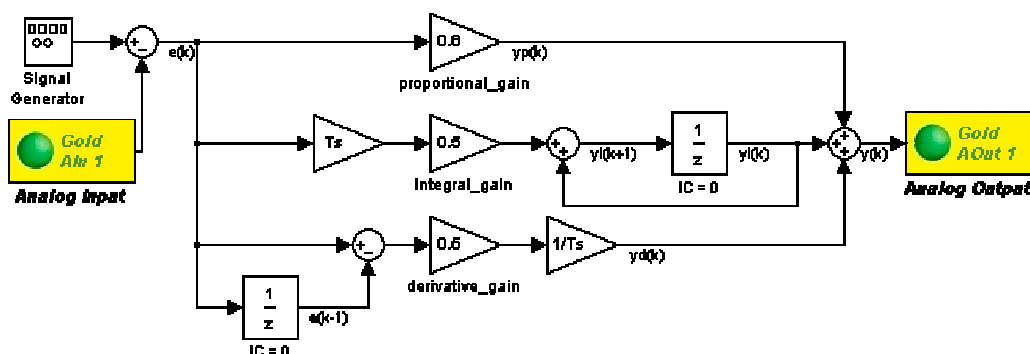 0.6
+
−
e(k)
yp(k)
Signal
Generator
proportional_gain
Gold
AIn 1
Analog Input
Ts
0.5
+
+
yi(k+1)
1
z
yi(k)
+
+
+
y(k)
Gold
AOut 1
Analog Output
integral_gain
IC = 0
+
−
0.5
1/Ts
yd(k)
derivative_gain
1
z
e(k-1)
IC = 0